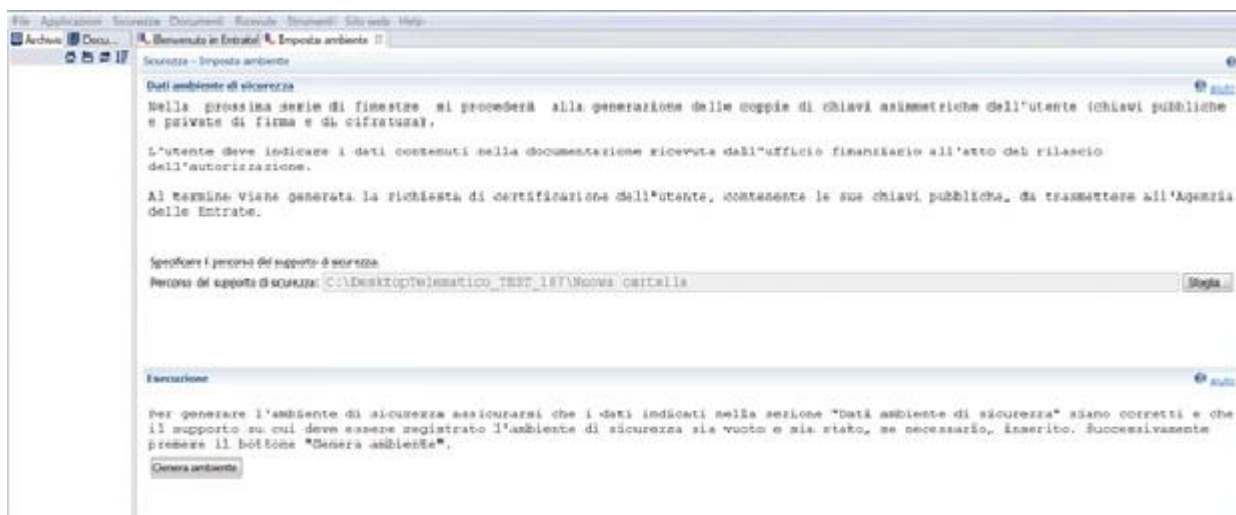 File Applicazioni Sicurezza Documenti Ricevute Strumenti Sito web Help
Archivio Docu... Benvenuto in Entratel Imposta ambiente
Sicurezza - Imposta ambiente
Dati ambiente di sicurezza aiuto
Nella prossima serie di finestre si procederà alla generazione delle coppie di chiavi asimmetriche dell'utente (chiavi pubbliche
e private di firma e di cifratura).
L'utente deve indicare i dati contenuti nella documentazione ricevuta dall'ufficio finanziario all'atto del rilascio
dell'autorizzazione.
Al termine viene generata la richiesta di certificazione dell'utente, contenente le sue chiavi pubbliche, da trasmettere all'Agenzia
delle Entrate.
Specificare il percorso del supporto di sicurezza.
Percorso del supporto di sicurezza: C:\DesktopTelematico_TEST_187\Nuova cartella Sfoglia...
Esecuzione aiuto
Per generare l'ambiente di sicurezza assicurarsi che i dati indicati nella sezione "Dati ambiente di sicurezza" siano corretti e che
il supporto su cui deve essere registrato l'ambiente di sicurezza sia vuoto e sia stato, se necessario, inserito. Successivamente
premere il bottone "Genera ambiente".
Genera ambiente